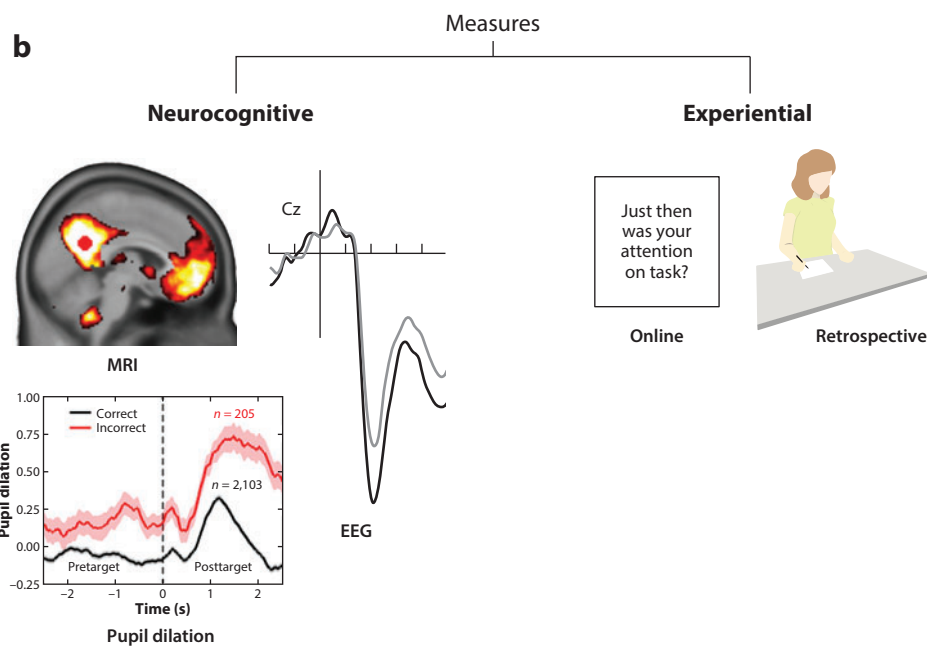 b
Measures
Neurocognitive
Experiential
Cz
Just then
was your
attention
on task?
Online
Retrospective
MRI
1.00
0.75
0.50
0.25
0.00
–0.25
Pupil dilation
Correct
Incorrect
n = 205
n = 2,103
Pretarget
Posttarget
–2
–1
0
1
2
Time (s)
Pupil dilation
EEG